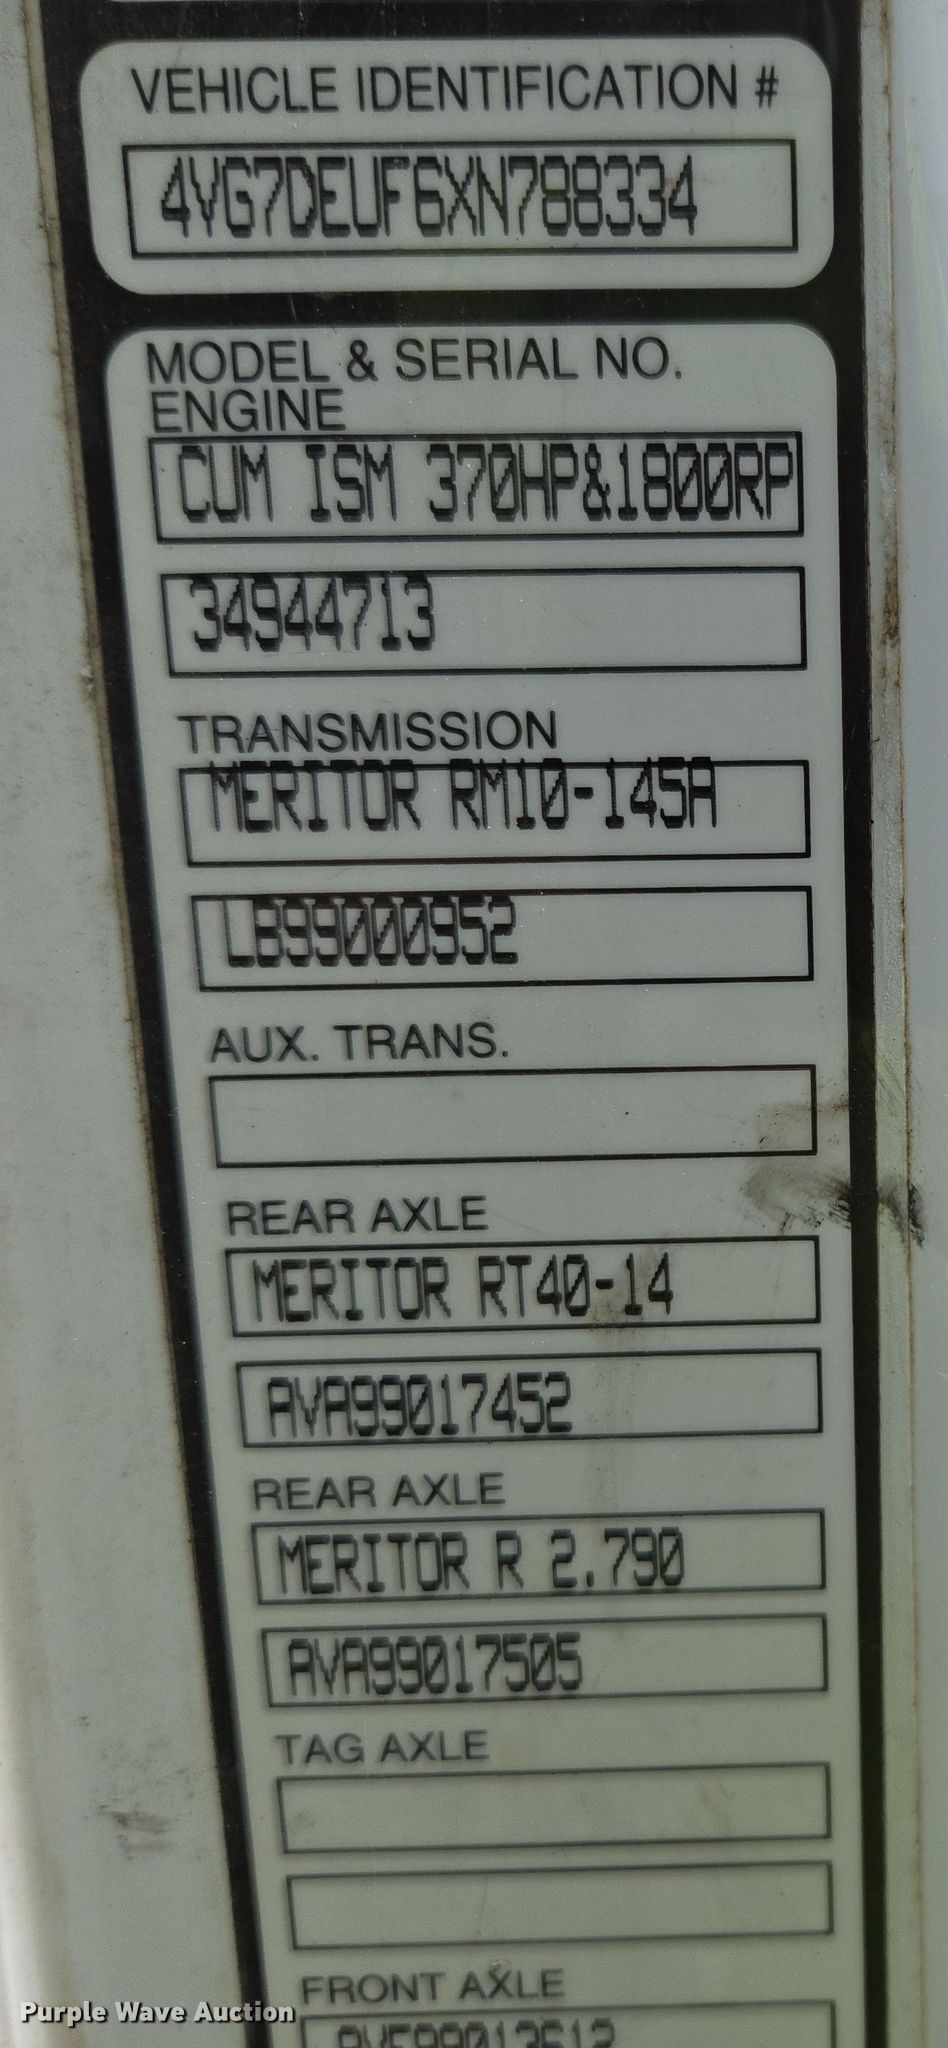 VEHICLE IDENTIFICATION #
4VG7DEUF6XN788334
MODEL & SERIAL NO.
ENGINE
CUM ISM 370HP&1800RP
34944713
TRANSMISSION
MERITOR RM10-145A
LB99000952
AUX. TRANS.
REAR AXLE
MERITOR RT40-14
AVA99017452
REAR AXLE
MERITOR R 2.790
AVA99017505
TAG AXLE
FRONT AXLE
Purple Wave Auction